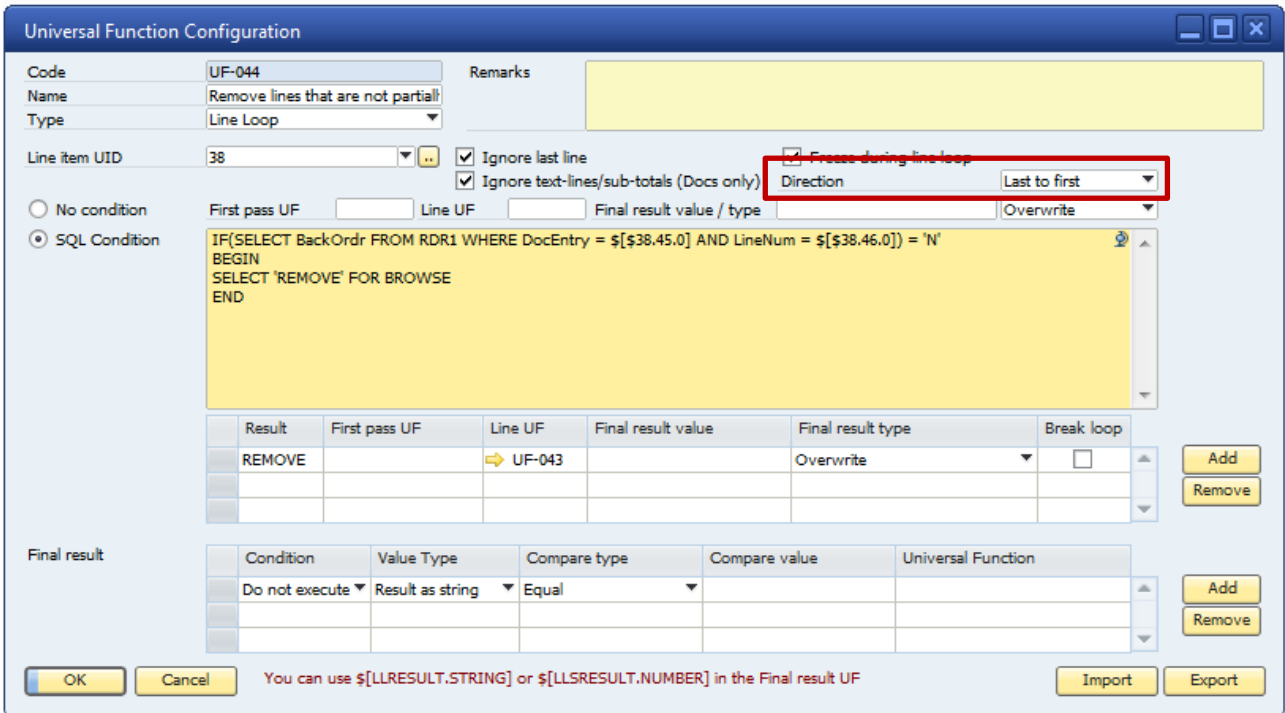 Universal Function Configuration
Code UF-044 Remarks
Name Remove lines that are not partiall
Type Line Loop
Line item UID 38 .. Ignore last line Freeze during line loop
Ignore text-lines/sub-totals (Docs only) Direction Last to first
No condition First pass UF Line UF Final result value / type Overwrite
SQL Condition IF(SELECT BackOrdr FROM RDR1 WHERE DocEntry = $[$38.45.0] AND LineNum = $[$38.46.0]) = 'N'
BEGIN
SELECT 'REMOVE' FOR BROWSE
END
Result First pass UF Line UF Final result value Final result type Break loop
REMOVE UF-043 Overwrite Add
Remove
Final result Condition Value Type Compare type Compare value Universal Function
Do not execute Result as string Equal Add
Remove
OK Cancel You can use $[LLRESULT.STRING] or $[LLSRESULT.NUMBER] in the Final result UF Import Export